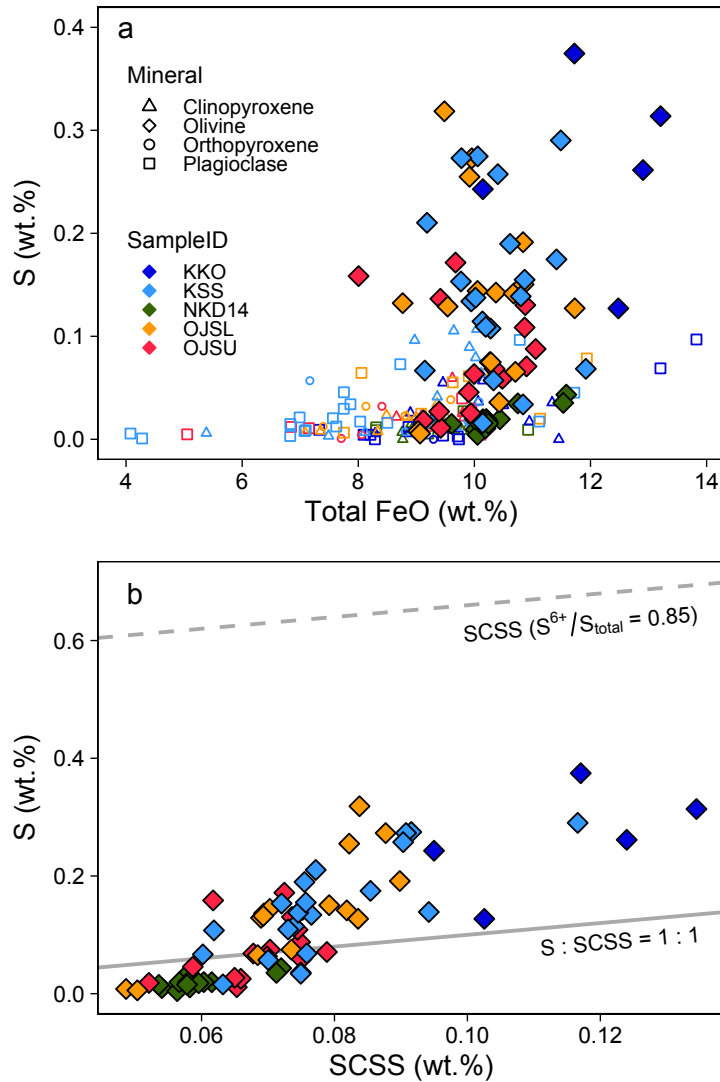 a
0.4
0.3
0.2
0.1
0.0
S (wt.%)
Mineral
Clinopyroxene
Olivine
Orthopyroxene
Plagioclase
SampleID
KKO
KSS
NKD14
OJSL
OJSU
4
6
8
10
12
14
Total FeO (wt.%)
b
0.6
0.4
0.2
0.0
S (wt.%)
SCSS (S⁶⁺/S_total = 0.85)
S : SCSS = 1 : 1
0.06
0.08
0.10
0.12
SCSS (wt.%)